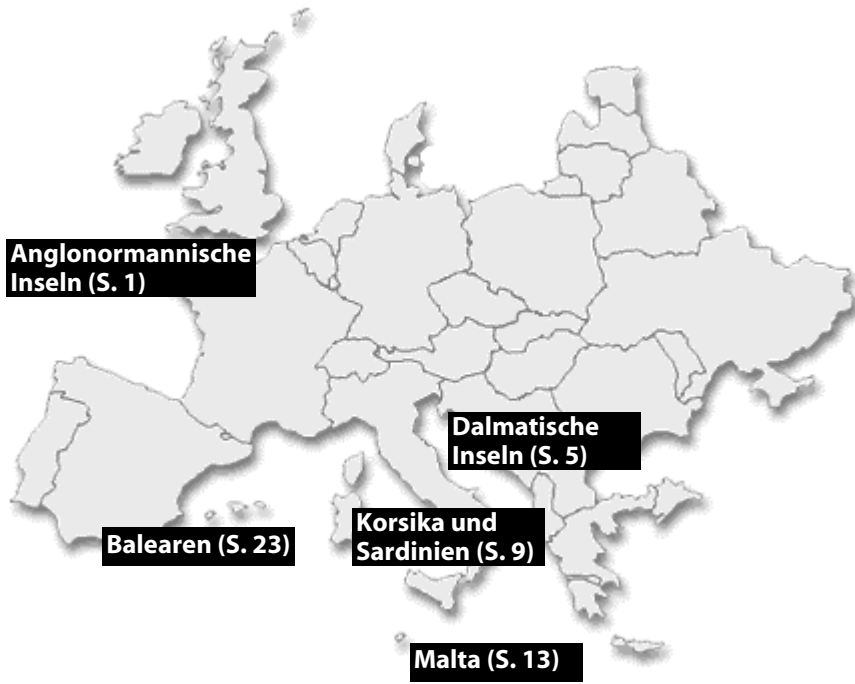 Anglonormannische
Inseln (S. 1)
Dalmatische
Inseln (S. 5)
Korsika und
Sardinien (S. 9)
Balearen (S. 23)
Malta (S. 13)